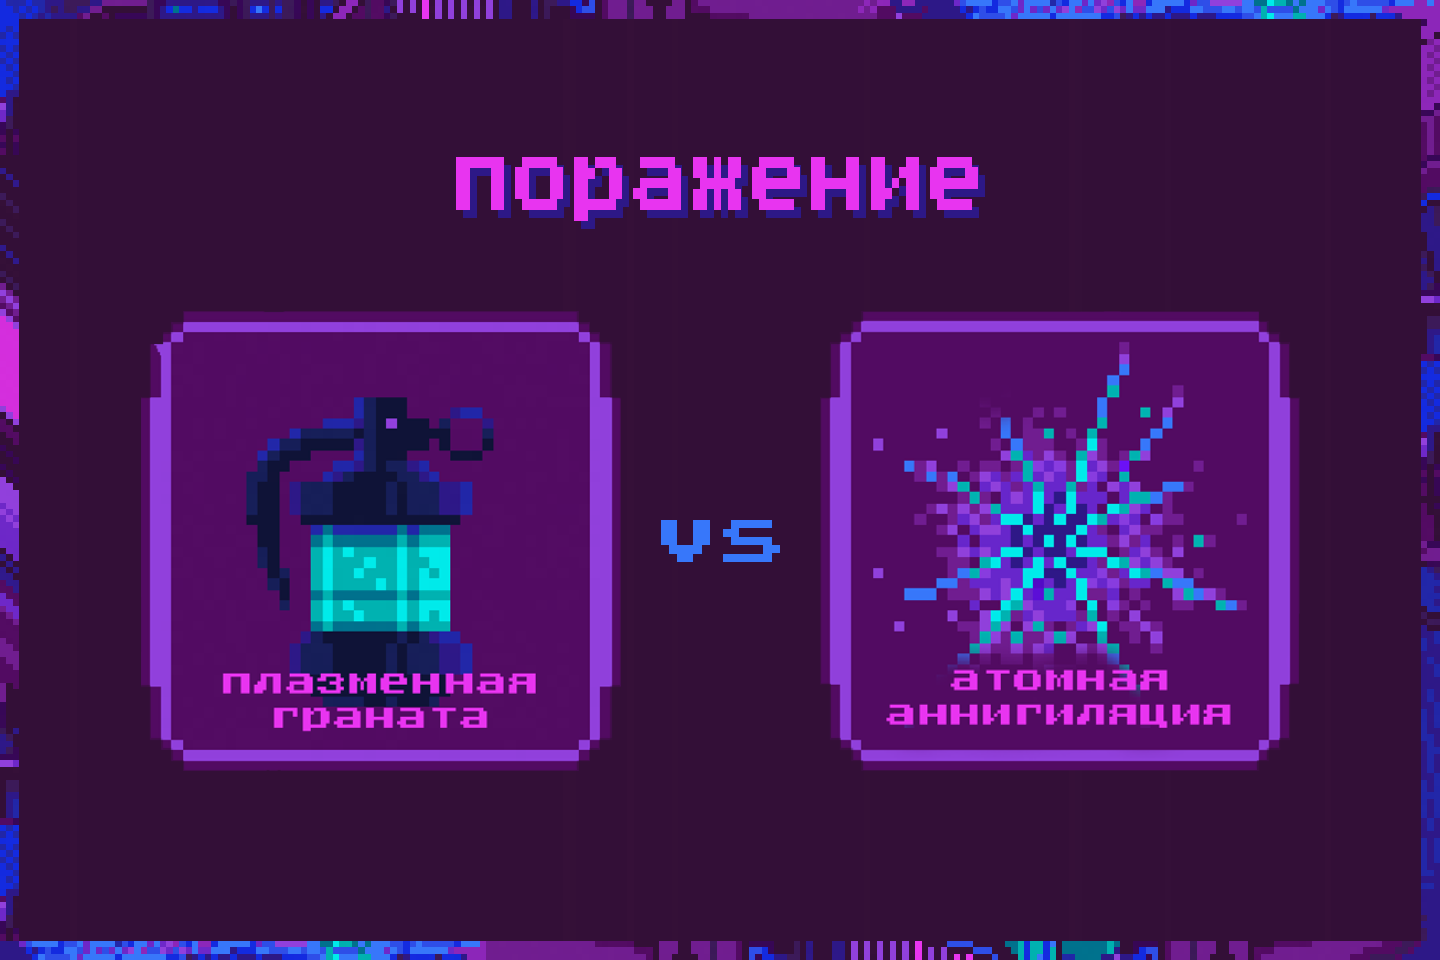 поражение
плазменная
граната
vs
атомная
аннигиляция